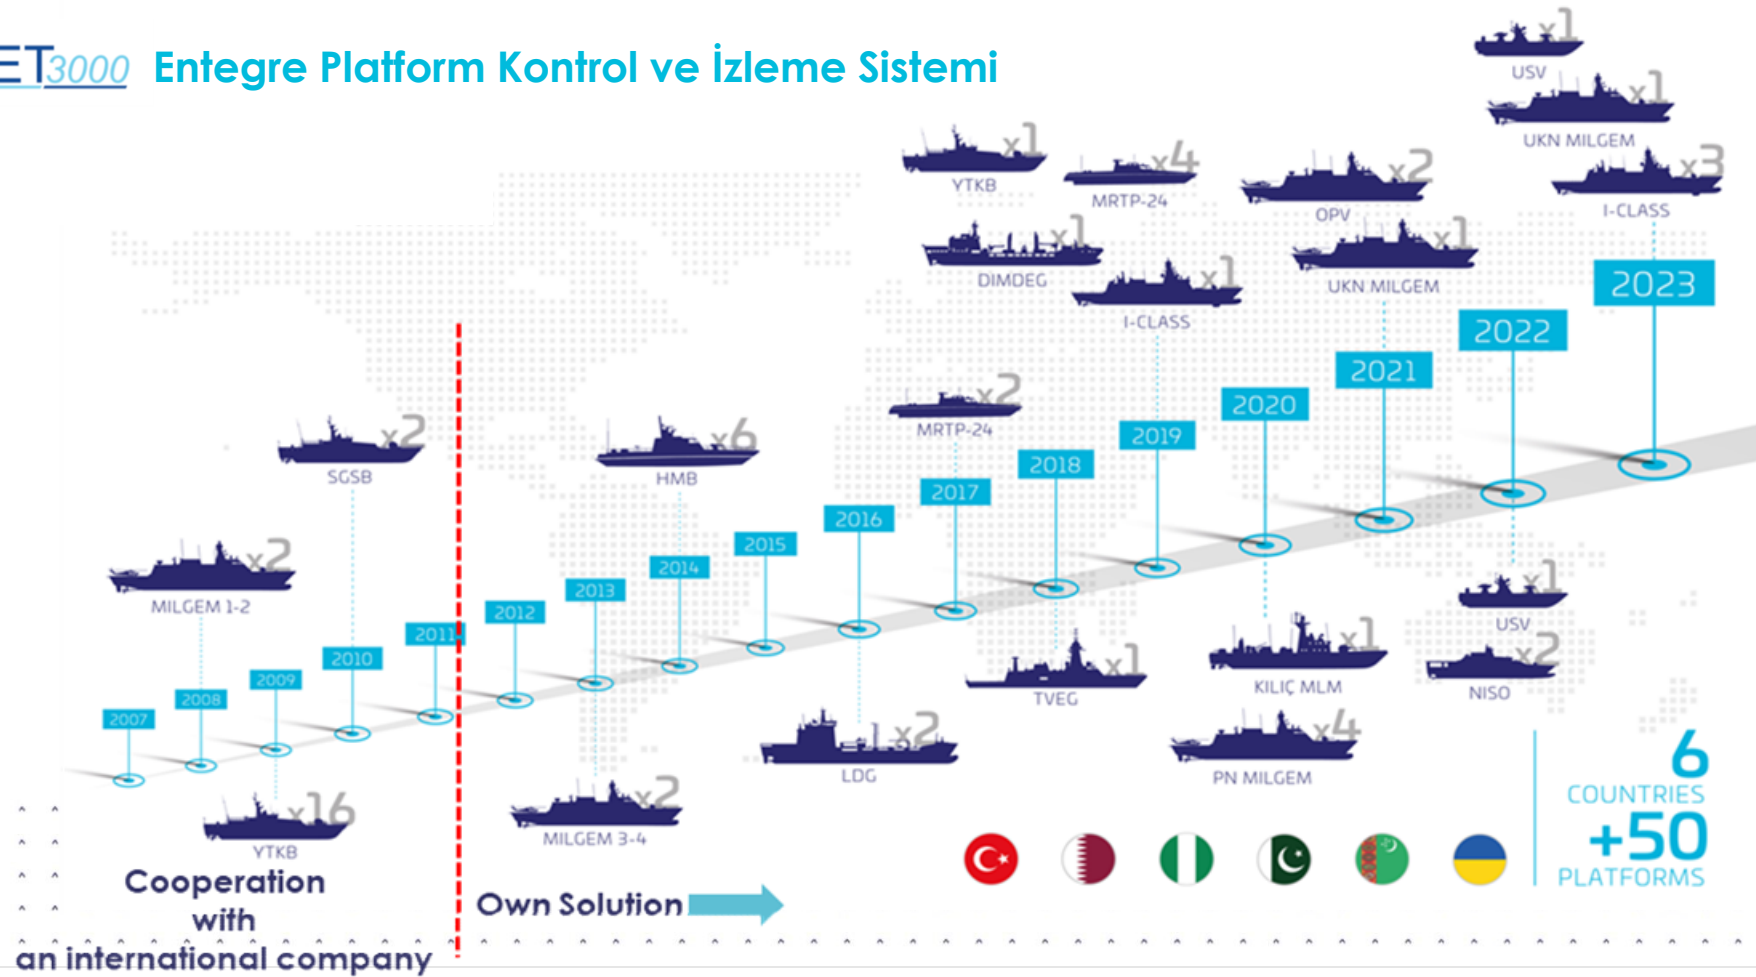 ET3000 Entegre Platform Kontrol ve İzleme Sistemi
x1
USV
x1
UKN MILGEM
x3
I-CLASS
2023
x1
YTKB
x4
MRTP-24
x1
DIMDEG
x1
I-CLASS
x2
OPV
x1
UKN MILGEM
2022
2021
2020
2019
2018
x2
MRTP-24
2017
2016
2015
x6
HMB
2014
2013
2012
2011
x2
SGSB
2010
2009
x2
MILGEM 1-2
2008
2007
x16
YTKB
x2
MILGEM 3-4
x2
LDG
x1
TVEG
x1
KILIÇ MLM
x4
PN MILGEM
x1
USV
x2
NISO
6
COUNTRIES
+50
PLATFORMS
Cooperation
with
an international company
Own Solution